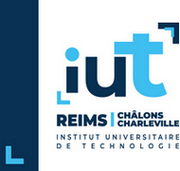 iut
REIMS | CHÂLONS
CHARLEVILLE
INSTITUT UNIVERSITAIRE
DE TECHNOLOGIE